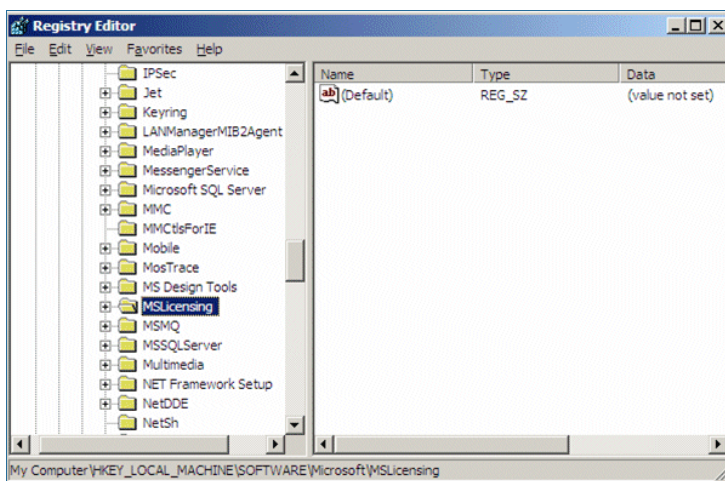 Registry Editor
File Edit View Favorites Help
IPSec
Jet
Keyring
LANManagerMIB2Agent
MediaPlayer
MessengerService
Microsoft SQL Server
MMC
MMCtlsForIE
Mobile
MosTrace
MS Design Tools
MSLicensing
MSMQ
MSSQLServer
Multimedia
NET Framework Setup
NetDDE
NetSh
Name Type Data
ab (Default) REG_SZ (value not set)
My Computer\HKEY_LOCAL_MACHINE\SOFTWARE\Microsoft\MSLicensing